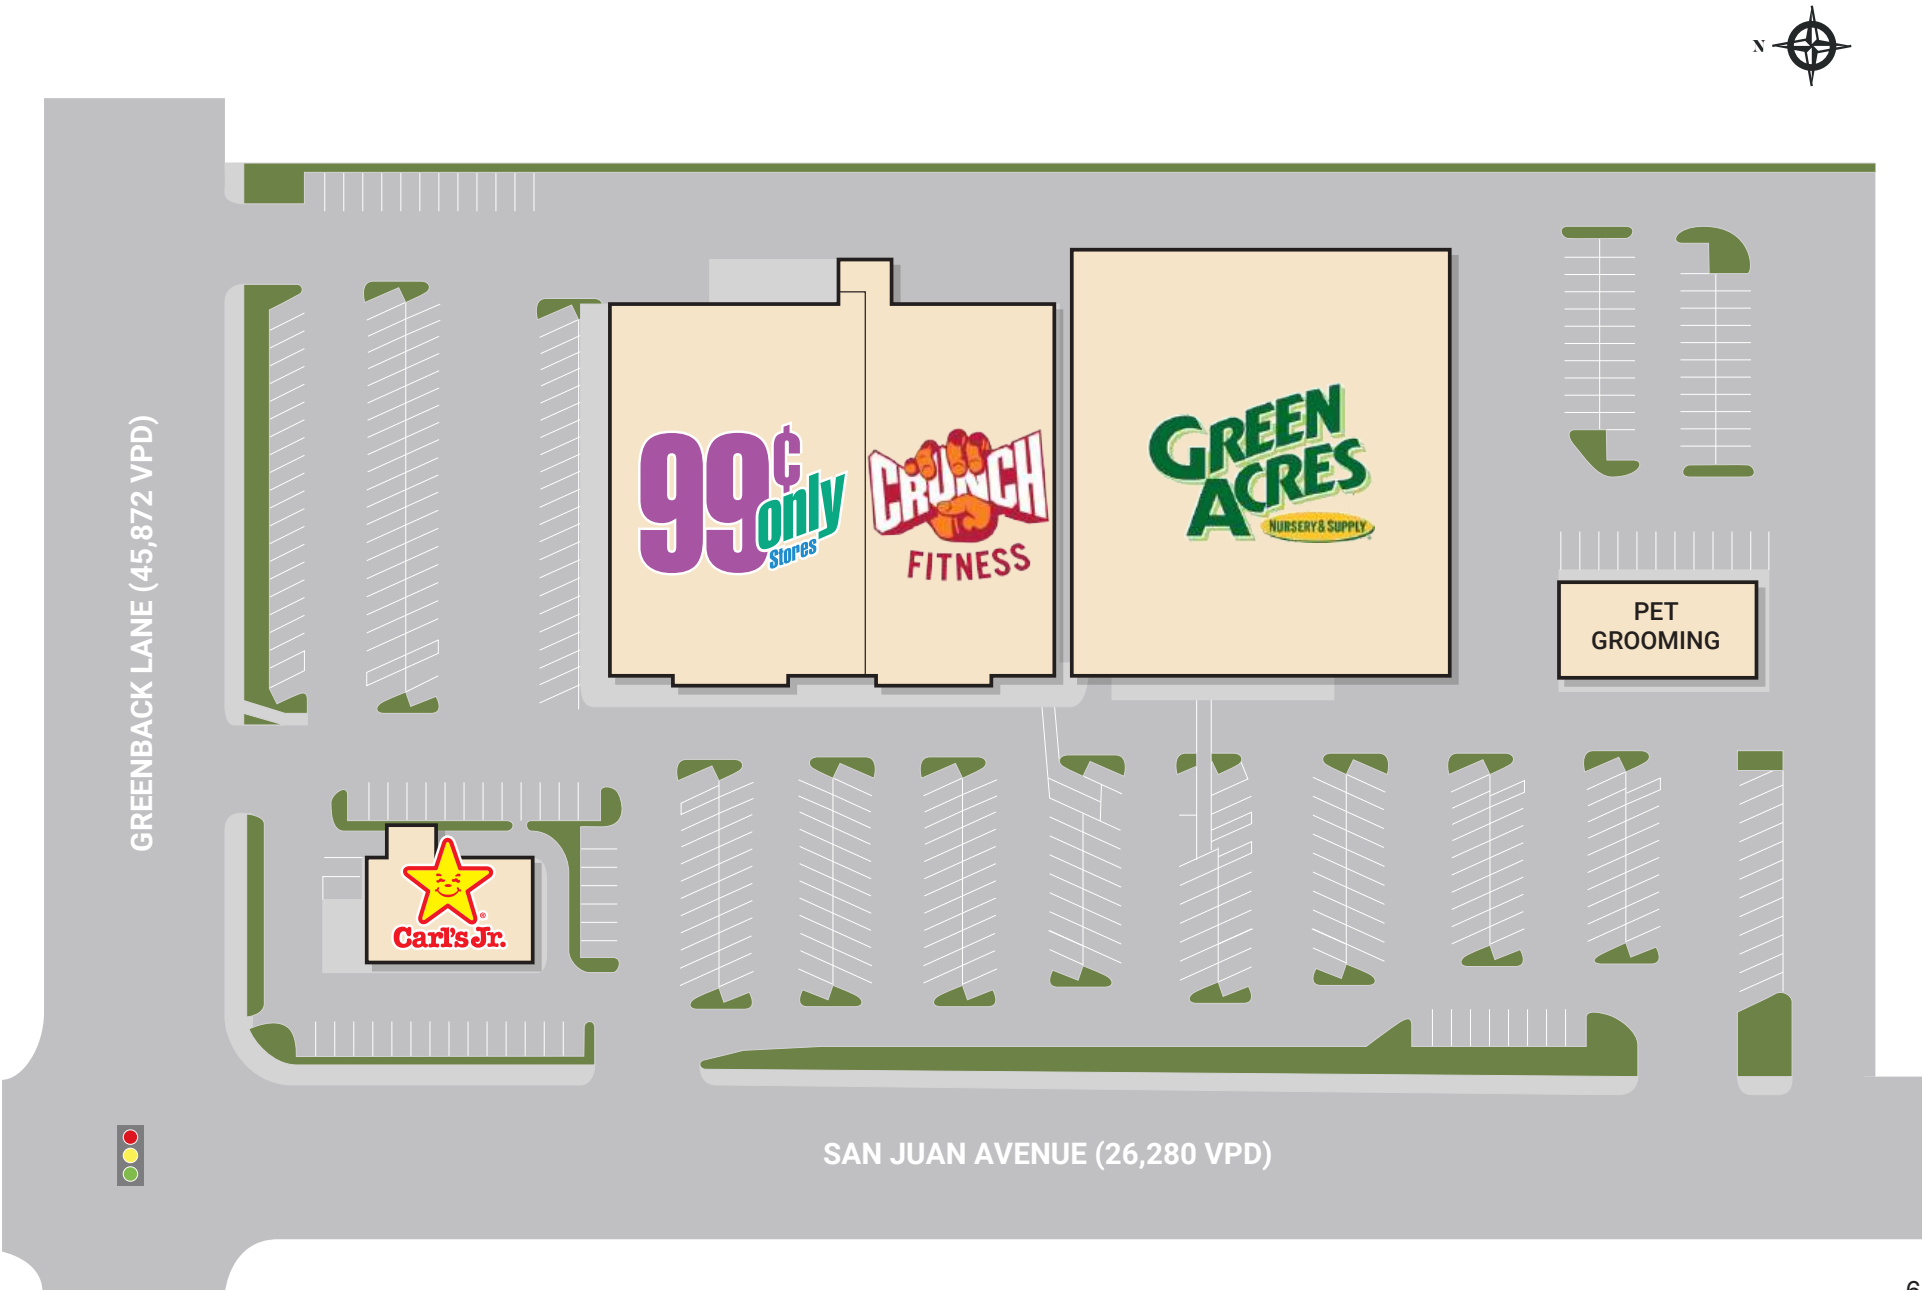 N
GREENBACK LANE (45,872 VPD)
99¢
only
Stores
CRUNCH
FITNESS
GREEN
ACRES
NURSERY & SUPPLY
PET
GROOMING
Carl's Jr.®
SAN JUAN AVENUE (26,280 VPD)
6